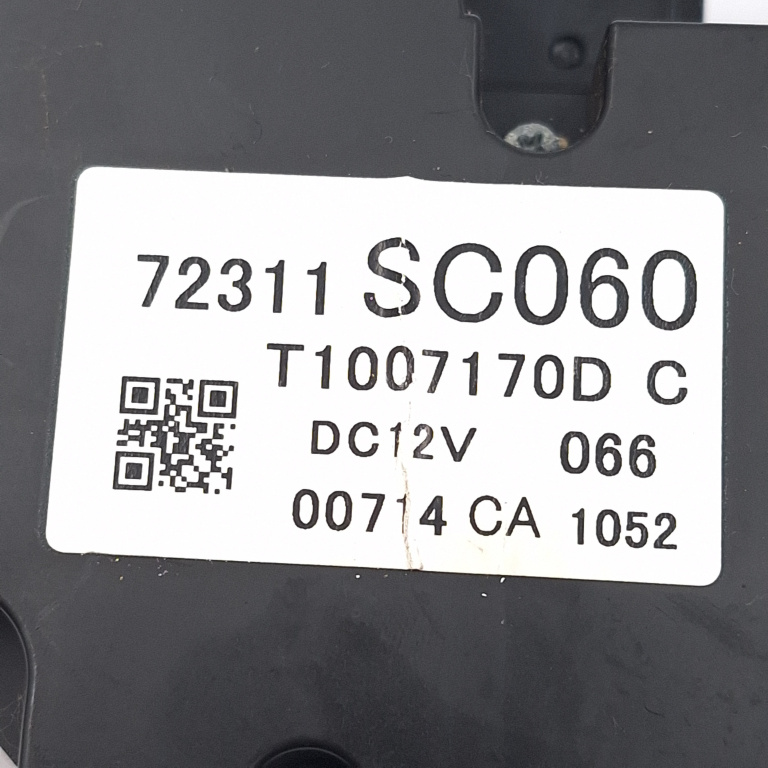 72311 SC060
T1007170D C
DC12V 066
00714 CA 1052